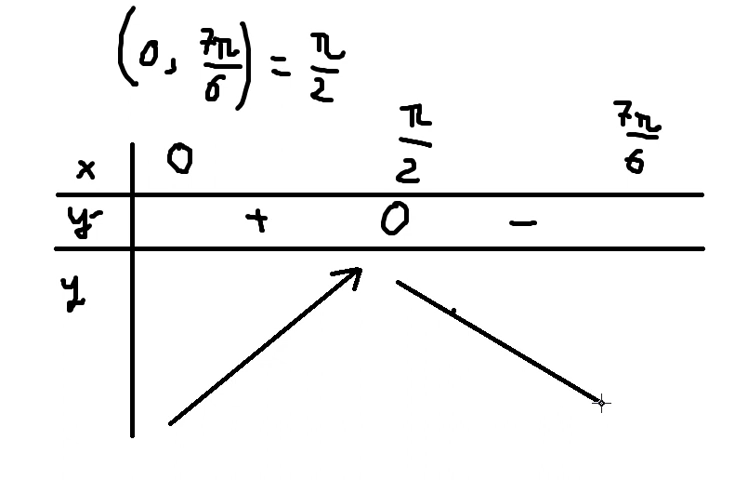 (0, 7π/6) = π/2
x 0 π/2 7π/6
y' + 0 −
y